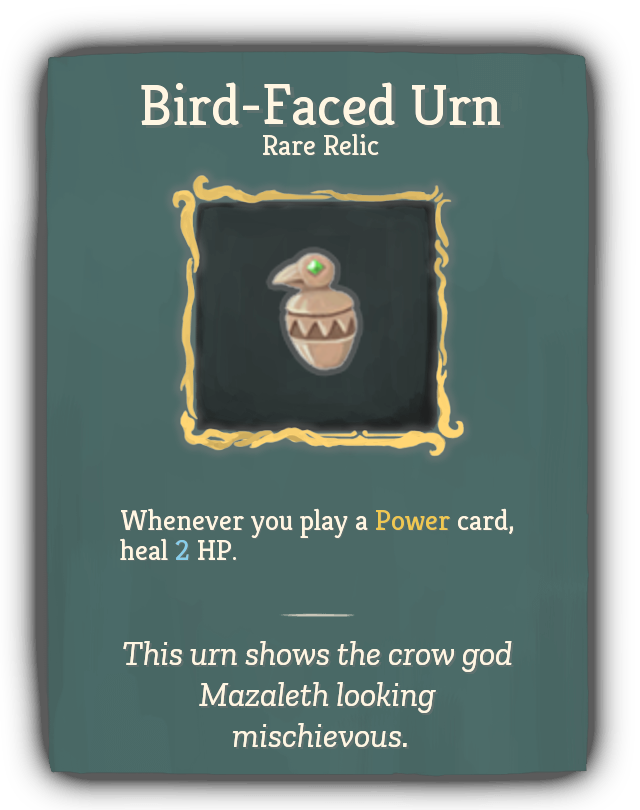 Bird-Faced Urn
Rare Relic
Whenever you play a Power card,
heal 2 HP.
This urn shows the crow god
Mazaleth looking
mischievous.